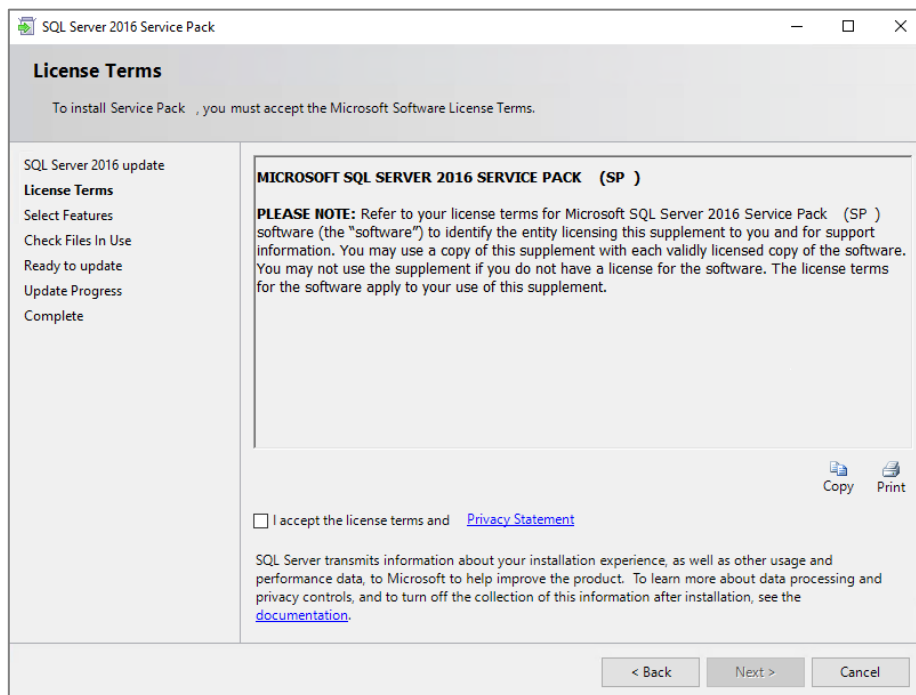 SQL Server 2016 Service Pack
License Terms
To install Service Pack , you must accept the Microsoft Software License Terms.
SQL Server 2016 update
License Terms
Select Features
Check Files In Use
Ready to update
Update Progress
Complete
MICROSOFT SQL SERVER 2016 SERVICE PACK (SP )
PLEASE NOTE: Refer to your license terms for Microsoft SQL Server 2016 Service Pack (SP )
software (the “software”) to identify the entity licensing this supplement to you and for support
information. You may use a copy of this supplement with each validly licensed copy of the software.
You may not use the supplement if you do not have a license for the software. The license terms
for the software apply to your use of this supplement.
Copy
Print
I accept the license terms and Privacy Statement
SQL Server transmits information about your installation experience, as well as other usage and
performance data, to Microsoft to help improve the product. To learn more about data processing and
privacy controls, and to turn off the collection of this information after installation, see the
documentation.
< Back
Next >
Cancel